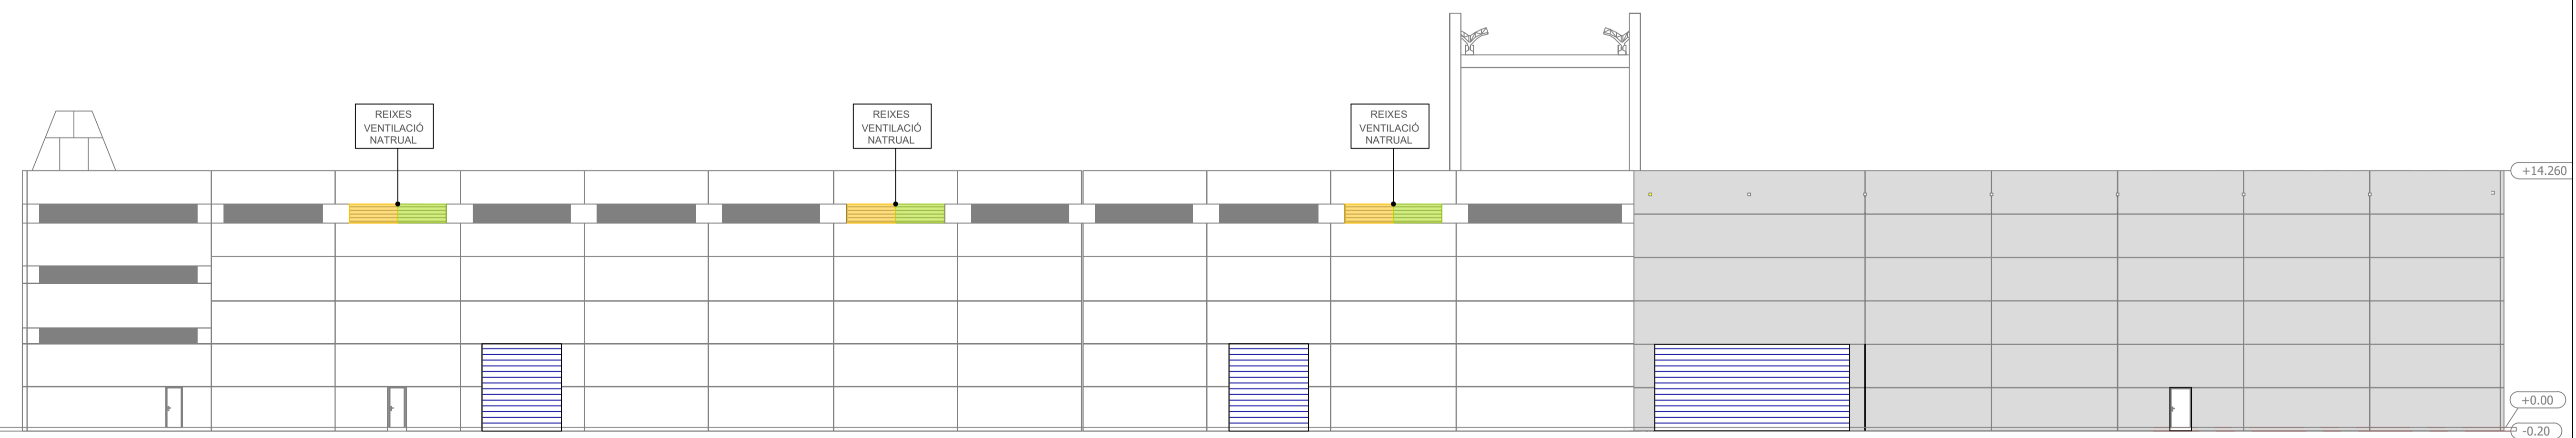 REIXES
VENTILACIÓ
NATRUAL
REIXES
VENTILACIÓ
NATRUAL
REIXES
VENTILACIÓ
NATRUAL
+14.260
+0.00
-0.20